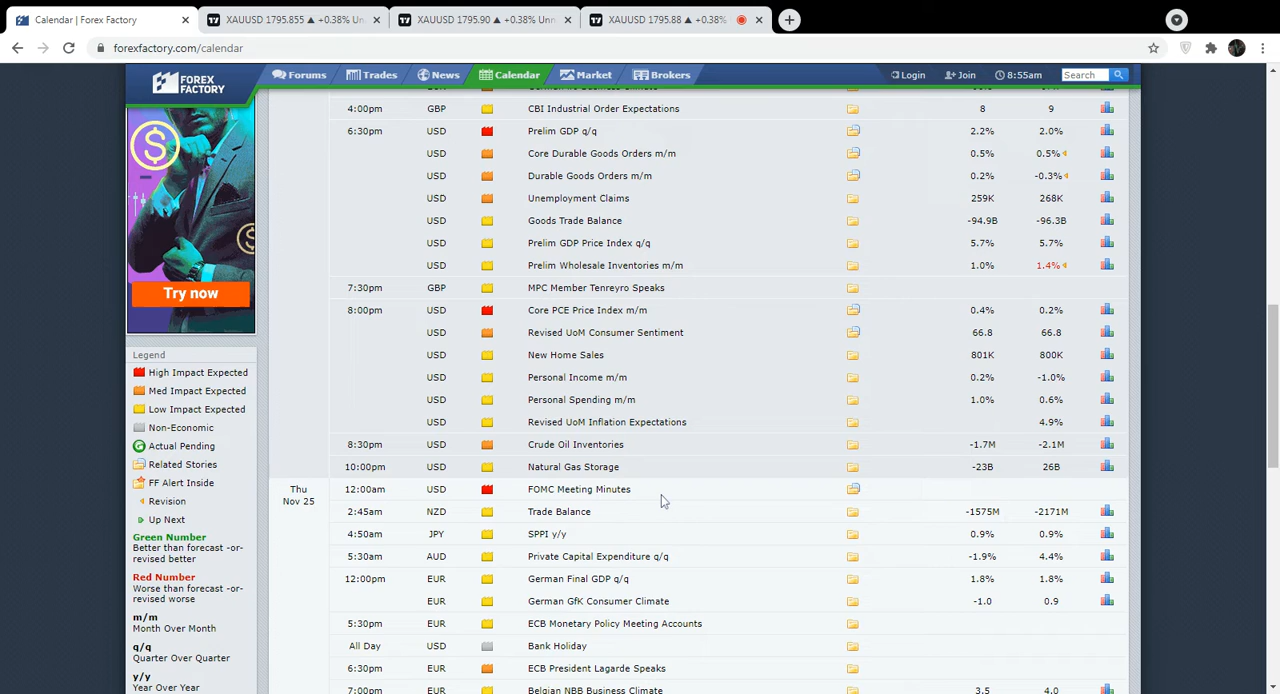 Calendar | Forex Factory
XAUUSD 1795.855 ▲ +0.38% Unn
XAUUSD 1795.90 ▲ +0.38% Unn
XAUUSD 1795.88 ▲ +0.38%
forexfactory.com/calendar
FOREX FACTORY
Forums
Trades
News
Calendar
Market
Brokers
Login
Join
8:55am
Search
4:00pm GBP CBI Industrial Order Expectations 8 9
6:30pm USD Prelim GDP q/q 2.2% 2.0%
USD Core Durable Goods Orders m/m 0.5% 0.5%
USD Durable Goods Orders m/m 0.2% -0.3%
USD Unemployment Claims 259K 268K
USD Goods Trade Balance -94.9B -96.3B
USD Prelim GDP Price Index q/q 5.7% 5.7%
USD Prelim Wholesale Inventories m/m 1.0% 1.4%
7:30pm GBP MPC Member Tenreyro Speaks
8:00pm USD Core PCE Price Index m/m 0.4% 0.2%
USD Revised UoM Consumer Sentiment 66.8 66.8
USD New Home Sales 801K 800K
USD Personal Income m/m 0.2% -1.0%
USD Personal Spending m/m 1.0% 0.6%
USD Revised UoM Inflation Expectations 4.9%
8:30pm USD Crude Oil Inventories -1.7M -2.1M
10:00pm USD Natural Gas Storage -23B 26B
Thu Nov 25 12:00am USD FOMC Meeting Minutes
2:45am NZD Trade Balance -1575M -2171M
4:50am JPY SPPI y/y 0.9% 0.9%
5:30am AUD Private Capital Expenditure q/q -1.9% 4.4%
12:00pm EUR German Final GDP q/q 1.8% 1.8%
EUR German GfK Consumer Climate -1.0 0.9
5:30pm EUR ECB Monetary Policy Meeting Accounts
All Day USD Bank Holiday
6:30pm EUR ECB President Lagarde Speaks
7:00pm EUR Belgian NBB Business Climate 3.5 4.0
Try now
Legend
High Impact Expected
Med Impact Expected
Low Impact Expected
Non-Economic
Actual Pending
Related Stories
FF Alert Inside
Revision
Up Next
Green Number
Better than forecast -or-
revised better
Red Number
Worse than forecast -or-
revised worse
m/m
Month Over Month
q/q
Quarter Over Quarter
y/y
Year Over Year